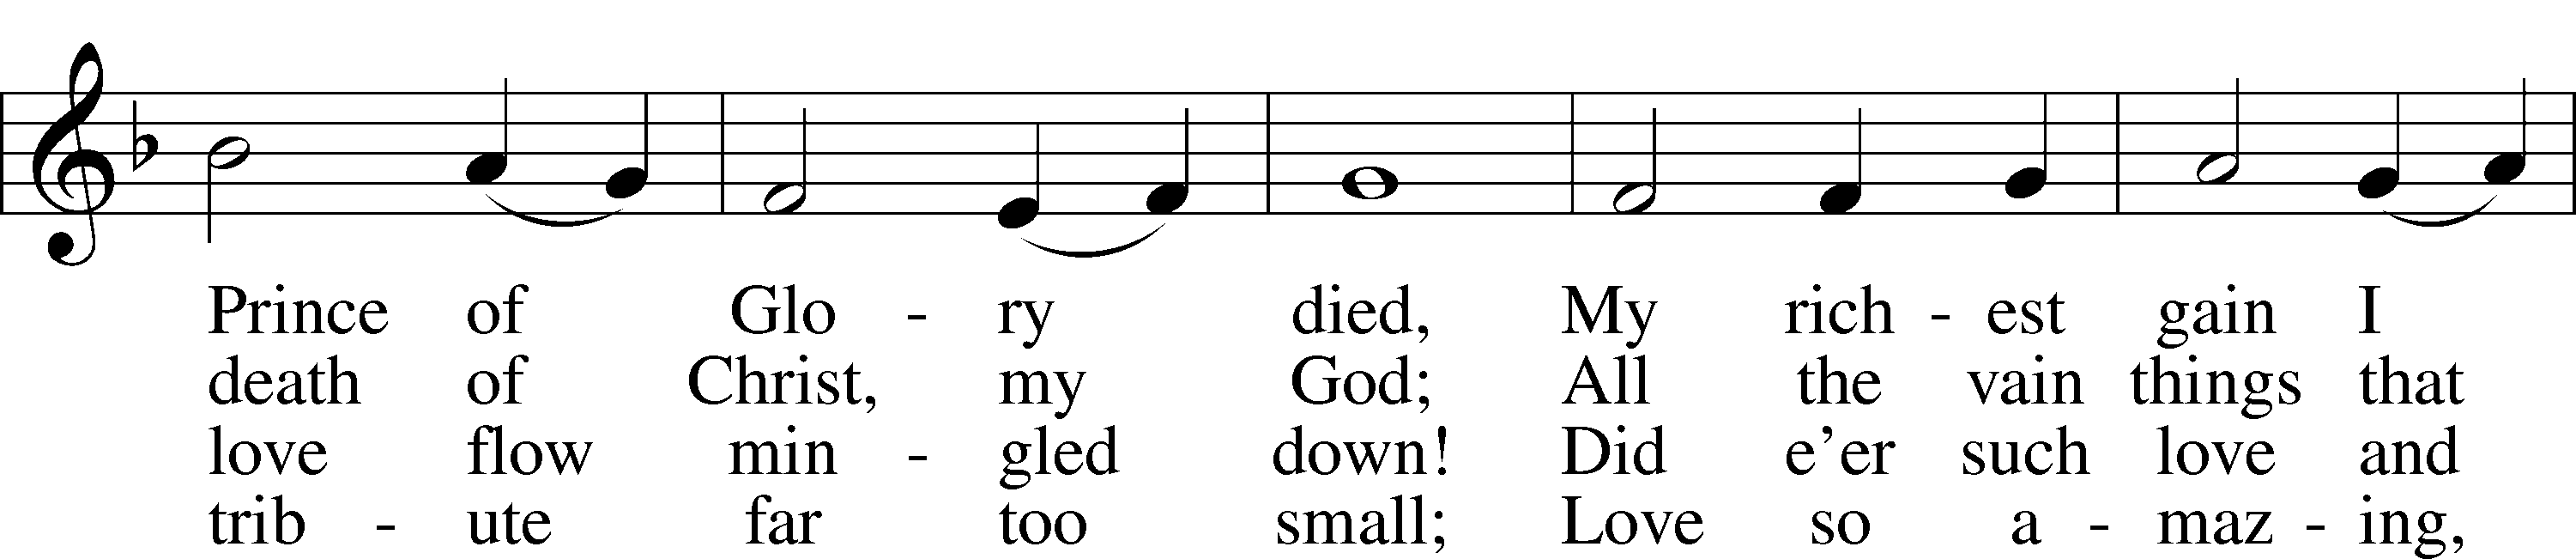 Prince of Glo - ry died, My rich - est gain I
death of Christ, my God; All the vain things that
love flow min - gled down! Did e’er such love and
trib - ute far too small; Love so a - maz - ing,